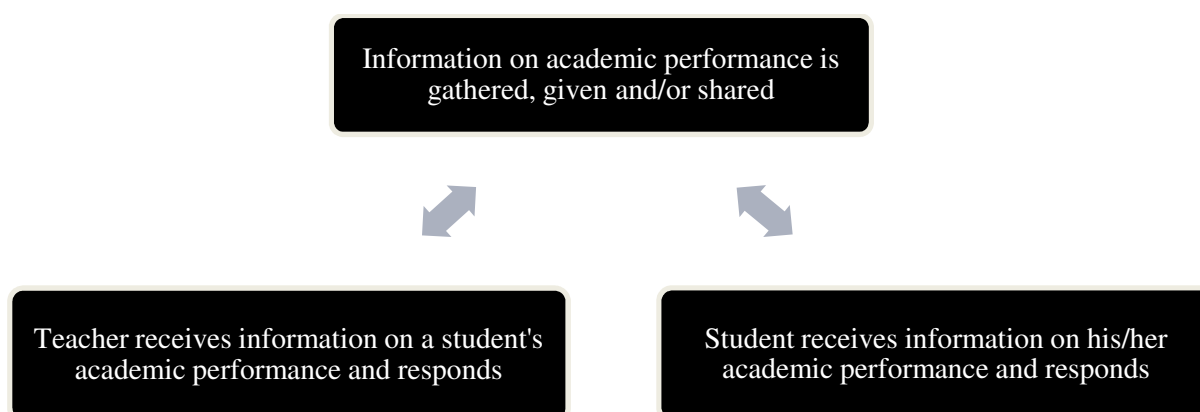 Information on academic performance is
gathered, given and/or shared
Teacher receives information on a student's
academic performance and responds
Student receives information on his/her
academic performance and responds